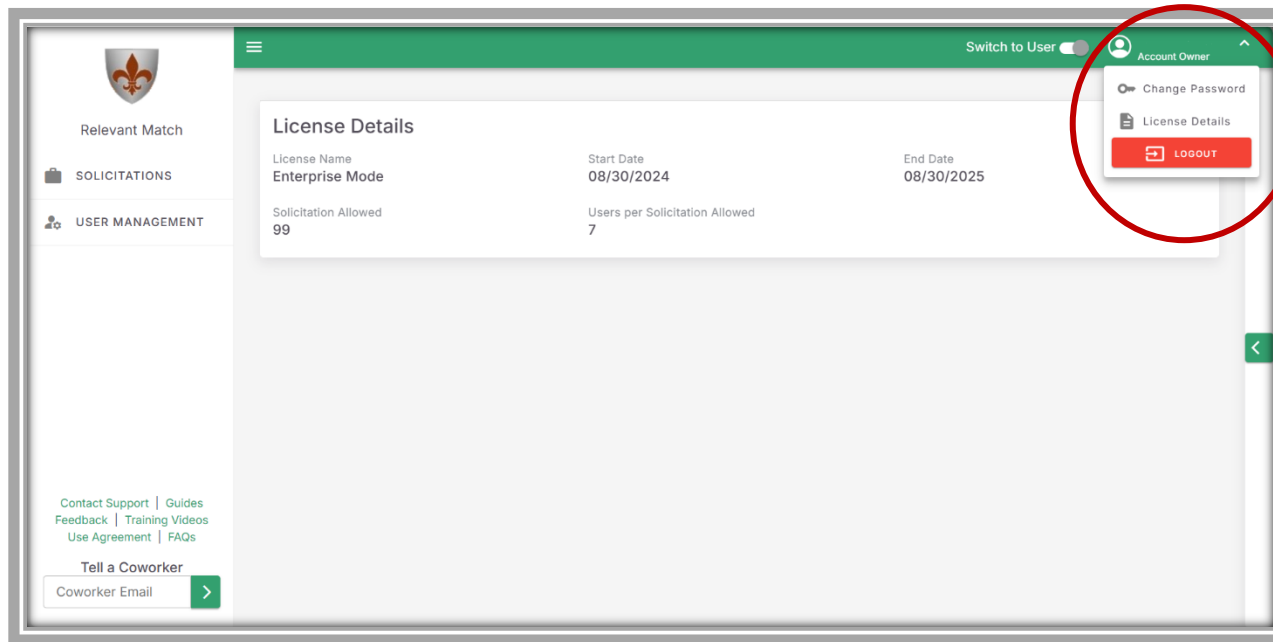 Switch to User
Account Owner
Change Password
License Details
LOGOUT
Relevant Match
SOLICITATIONS
USER MANAGEMENT
License Details
License Name
Enterprise Mode
Start Date
08/30/2024
End Date
08/30/2025
Solicitation Allowed
99
Users per Solicitation Allowed
7
Contact Support | Guides
Feedback | Training Videos
Use Agreement | FAQs
Tell a Coworker
Coworker Email